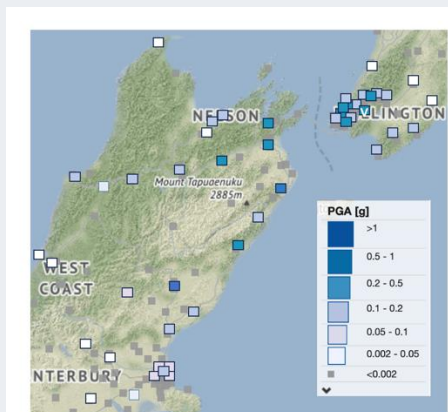 NELSON
LLINGTON
Mount Tapuaenuku
2885m
WEST
COAST
NTERBURY
PGA [g]
>1
0.5 - 1
0.2 - 0.5
0.1 - 0.2
0.05 - 0.1
0.002 - 0.05
<0.002